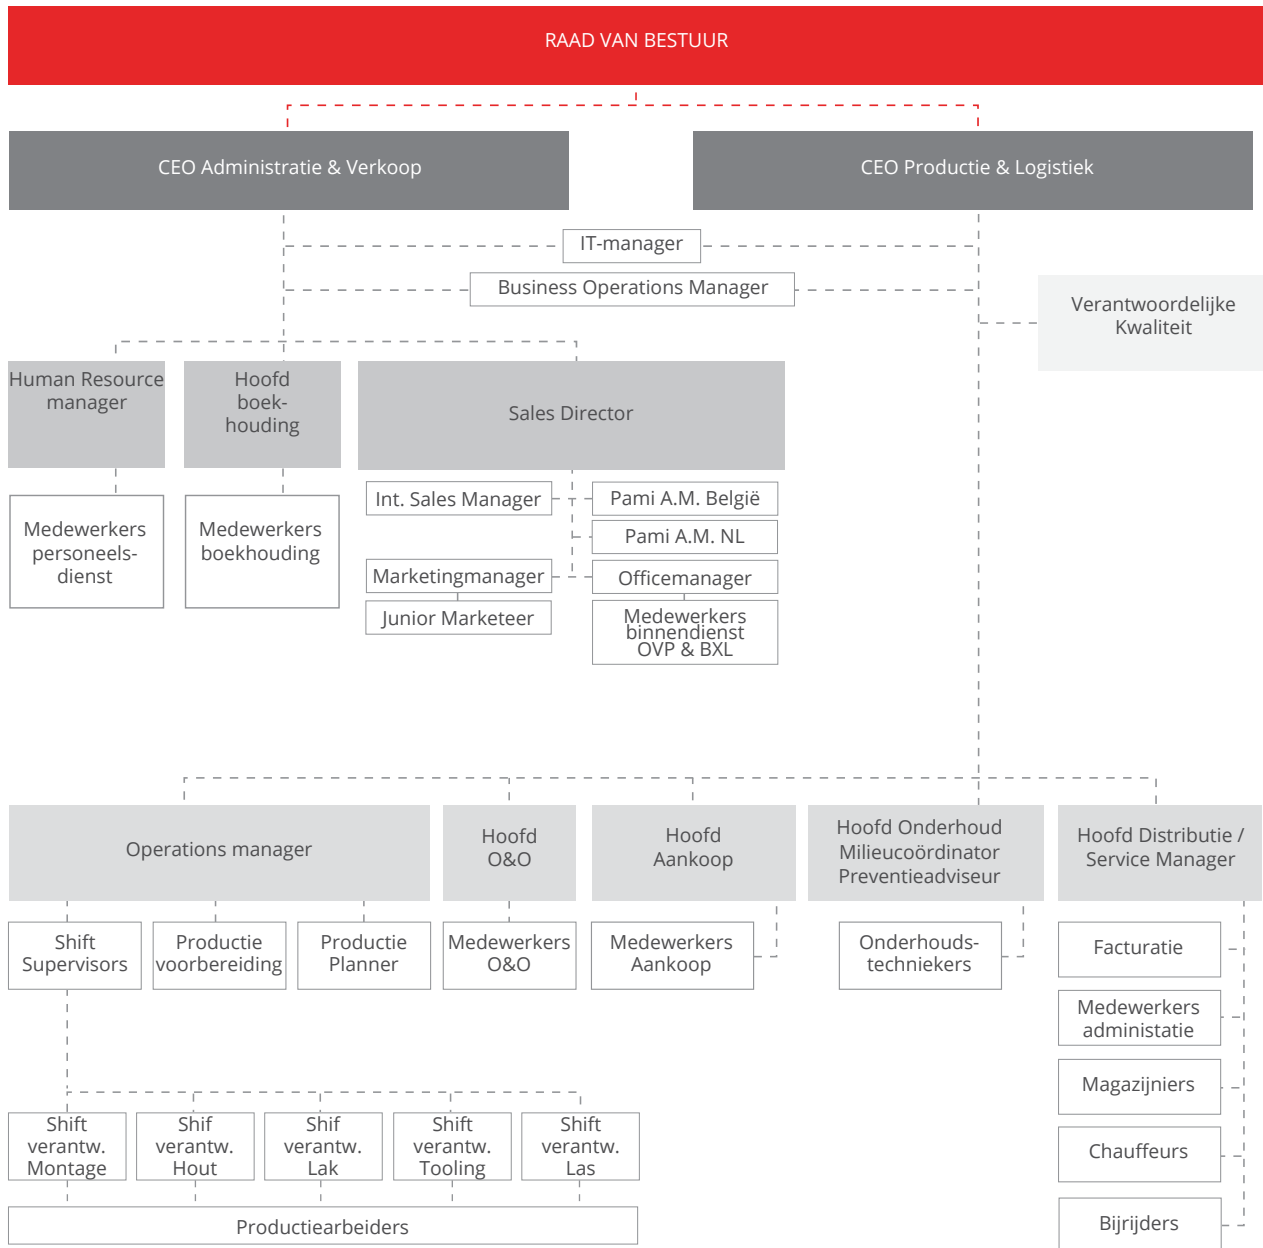 RAAD VAN BESTUUR
CEO Administratie & Verkoop
CEO Productie & Logistiek
IT-manager
Business Operations Manager
Verantwoordelijke
Kwaliteit
Human Resource
manager
Hoofd
boek-
houding
Sales Director
Medewerkers
personeels-
dienst
Medewerkers
boekhouding
Int. Sales Manager
Pami A.M. België
Pami A.M. NL
Marketingmanager
Officemanager
Junior Marketeer
Medewerkers
binnendienst
OVP & BXL
Operations manager
Hoofd
O&O
Hoofd
Aankoop
Hoofd Onderhoud
Milieucoördinator
Preventieadviseur
Hoofd Distributie /
Service Manager
Shift
Supervisors
Productie
voorbereiding
Productie
Planner
Medewerkers
O&O
Medewerkers
Aankoop
Onderhouds-
techniekers
Facturatie
Medewerkers
administatie
Magazijniers
Chauffeurs
Bijrijders
Shift
verantw.
Montage
Shif
verantw.
Hout
Shif
verantw.
Lak
Shift
verantw.
Tooling
Shift
verantw.
Las
Productiearbeiders